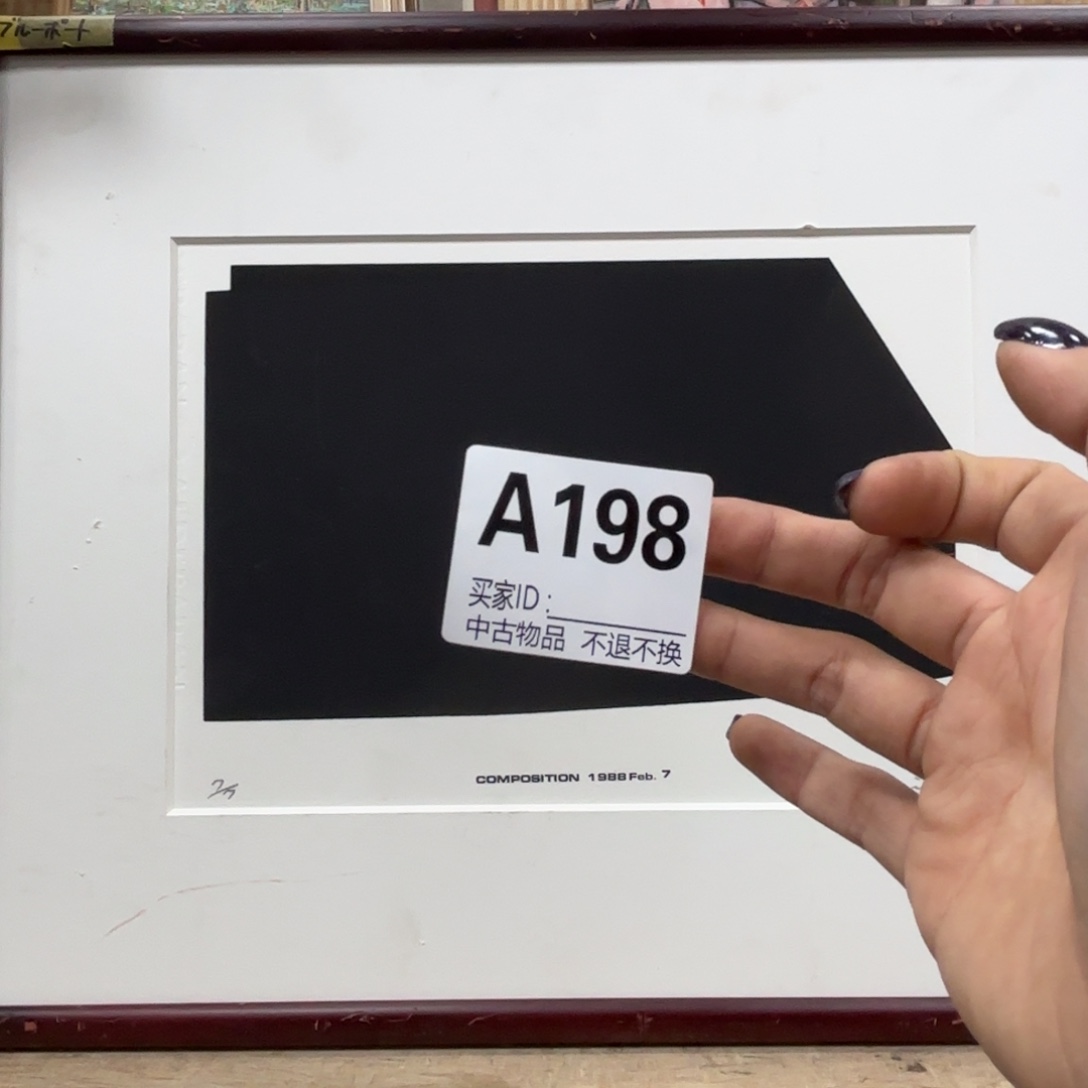 ブルーポート
A198
买家ID:
中古物品 不退不换
COMPOSITION 1988 Feb. 7